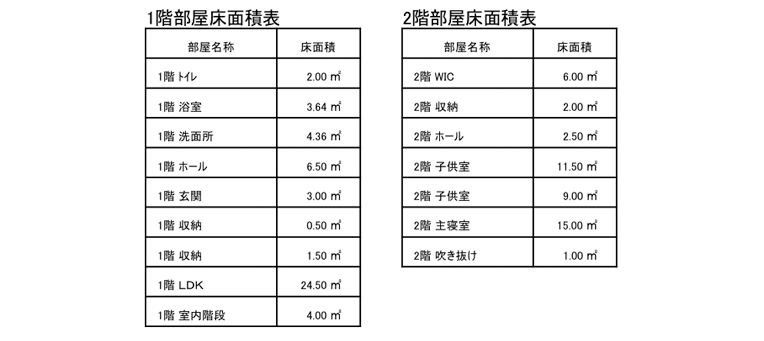 1階部屋床面積表
部屋名称 床面積
1階 ﾄｲﾚ 2.00 ㎡
1階 浴室 3.64 ㎡
1階 洗面所 4.36 ㎡
1階 ホール 6.50 ㎡
1階 玄関 3.00 ㎡
1階 収納 0.50 ㎡
1階 収納 1.50 ㎡
1階 ＬＤＫ 24.50 ㎡
1階 室内階段 4.00 ㎡
2階部屋床面積表
部屋名称 床面積
2階 WIC 6.00 ㎡
2階 収納 2.00 ㎡
2階 ホール 2.50 ㎡
2階 子供室 11.50 ㎡
2階 子供室 9.00 ㎡
2階 主寝室 15.00 ㎡
2階 吹き抜け 1.00 ㎡